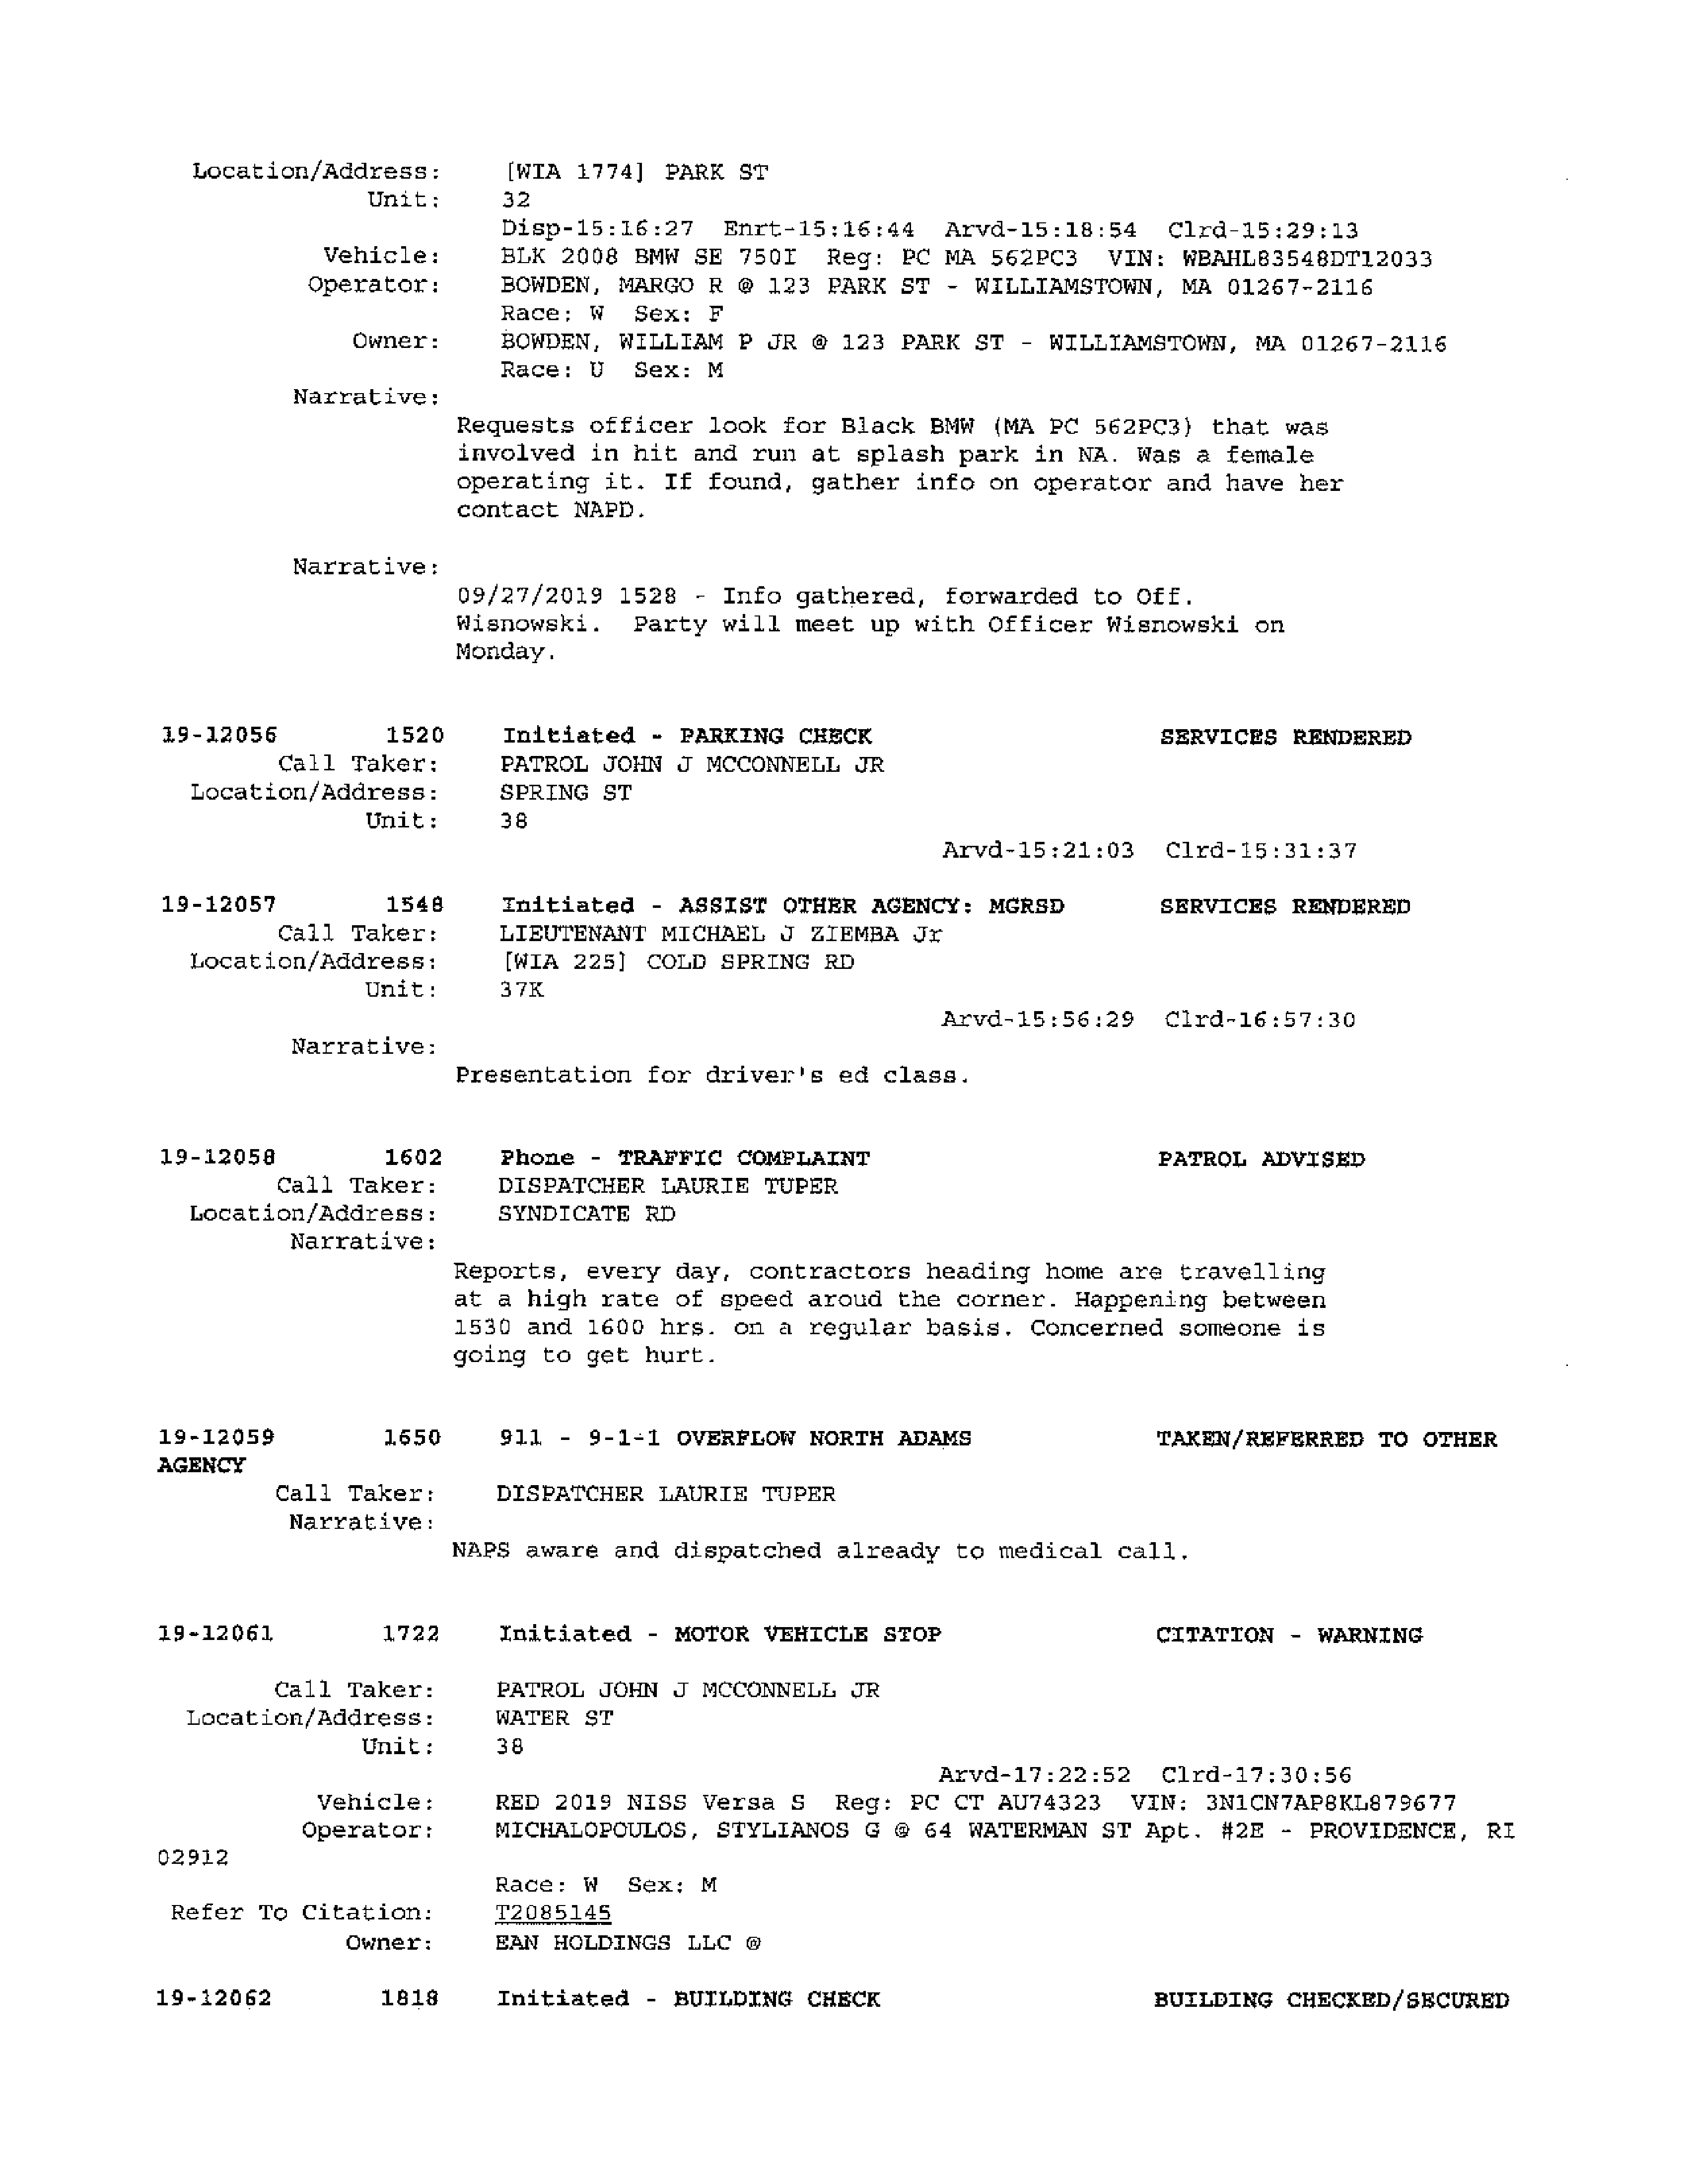 Location/Address: [WIA 1774] PARK ST
Unit: 32
Disp-15:16:27 Enrt-15:16:44 Arvd-15:18:54 Clrd-15:29:13
Vehicle: BLK 2008 BMW SE 750I Reg: PC MA 562PC3 VIN: WBAHL83548DT12033
Operator: BOWDEN, MARGO R @ 123 PARK ST - WILLIAMSTOWN, MA 01267-2116
Race: W Sex: F
Owner: BOWDEN, WILLIAM P JR @ 123 PARK ST - WILLIAMSTOWN, MA 01267-2116
Race: U Sex: M
Narrative:
Requests officer look for Black BMW (MA PC 562PC3) that was
involved in hit and run at splash park in NA. Was a female
operating it. If found, gather info on operator and have her
contact NAPD.
Narrative:
09/27/2019 1528 - Info gathered, forwarded to Off.
Wisnowski. Party will meet up with Officer Wisnowski on
Monday.
19-12056 1520 Initiated - PARKING CHECK SERVICES RENDERED
Call Taker: PATROL JOHN J MCCONNELL JR
Location/Address: SPRING ST
Unit: 38
Arvd-15:21:03 Clrd-15:31:37
19-12057 1548 Initiated - ASSIST OTHER AGENCY: MGRSD SERVICES RENDERED
Call Taker: LIEUTENANT MICHAEL J ZIEMBA Jr
Location/Address: [WIA 225] COLD SPRING RD
Unit: 37K
Arvd-15:56:29 Clrd-16:57:30
Narrative:
Presentation for driver's ed class.
19-12058 1602 Phone - TRAFFIC COMPLAINT PATROL ADVISED
Call Taker: DISPATCHER LAURIE TUPER
Location/Address: SYNDICATE RD
Narrative:
Reports, every day, contractors heading home are travelling
at a high rate of speed aroud the corner. Happening between
1530 and 1600 hrs. on a regular basis. Concerned someone is
going to get hurt.
19-12059 1650 911 - 9-1-1 OVERFLOW NORTH ADAMS TAKEN/REFERRED TO OTHER
AGENCY
Call Taker: DISPATCHER LAURIE TUPER
Narrative:
NAPS aware and dispatched already to medical call.
19-12061 1722 Initiated - MOTOR VEHICLE STOP CITATION - WARNING
Call Taker: PATROL JOHN J MCCONNELL JR
Location/Address: WATER ST
Unit: 38
Arvd-17:22:52 Clrd-17:30:56
Vehicle: RED 2019 NISS Versa S Reg: PC CT AU74323 VIN: 3N1CN7AP8KL879677
Operator: MICHALOPOULOS, STYLIANOS G @ 64 WATERMAN ST Apt. #2E - PROVIDENCE, RI
02912
Race: W Sex: M
Refer To Citation: T2085145
Owner: EAN HOLDINGS LLC @
19-12062 1818 Initiated - BUILDING CHECK BUILDING CHECKED/SECURED